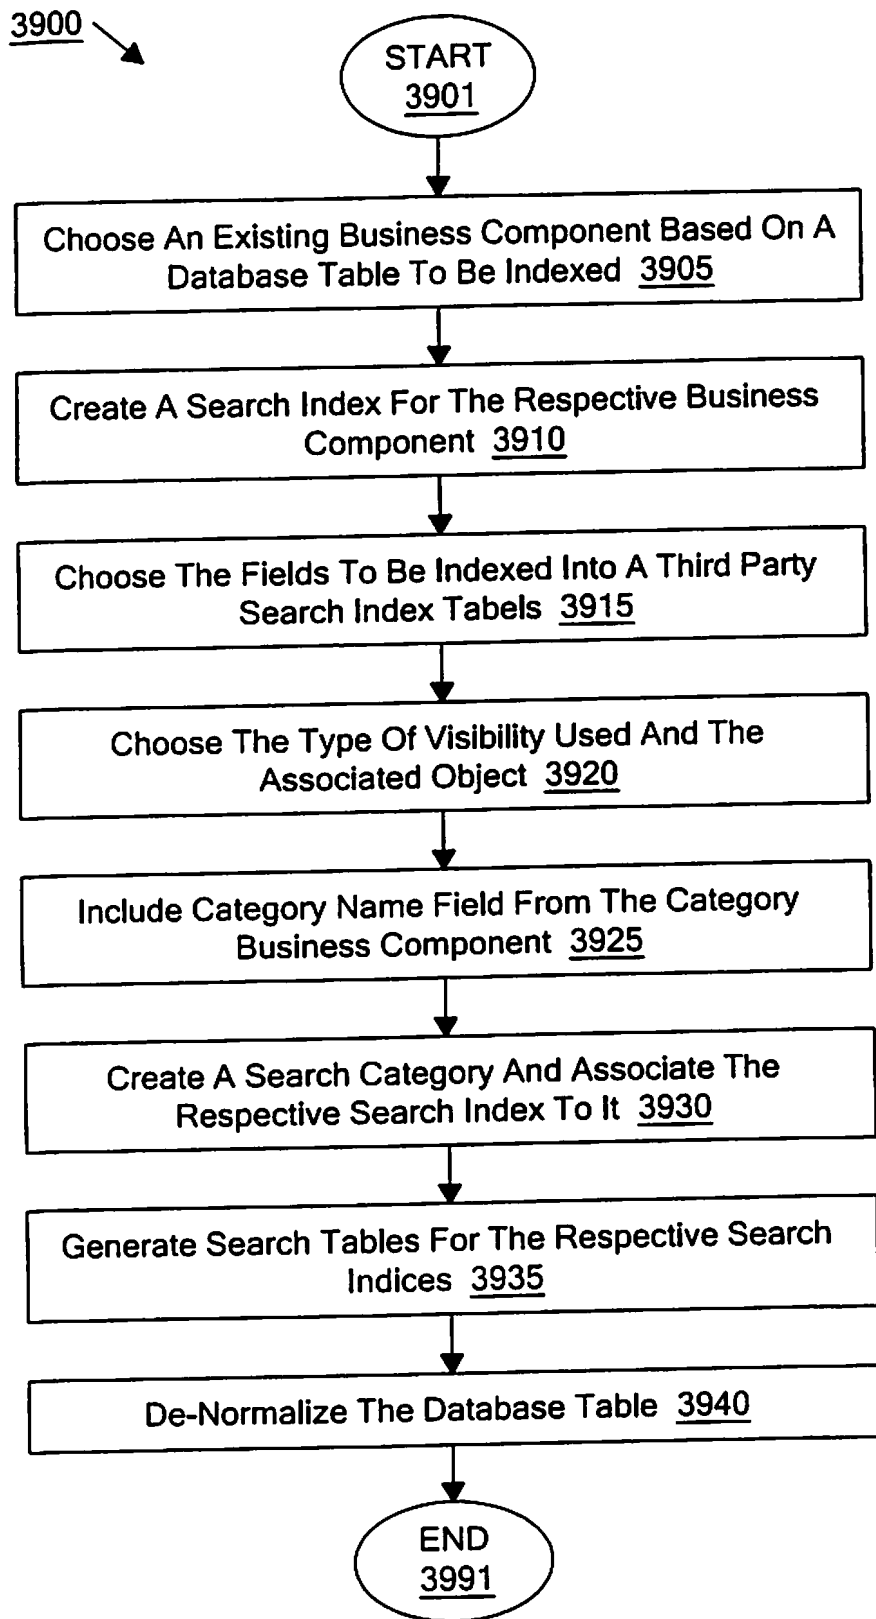 3900
START
3901
Choose An Existing Business Component Based On A
Database Table To Be Indexed 3905
Create A Search Index For The Respective Business
Component 3910
Choose The Fields To Be Indexed Into A Third Party
Search Index Tabels 3915
Choose The Type Of Visibility Used And The
Associated Object 3920
Include Category Name Field From The Category
Business Component 3925
Create A Search Category And Associate The
Respective Search Index To It 3930
Generate Search Tables For The Respective Search
Indices 3935
De-Normalize The Database Table 3940
END
3991